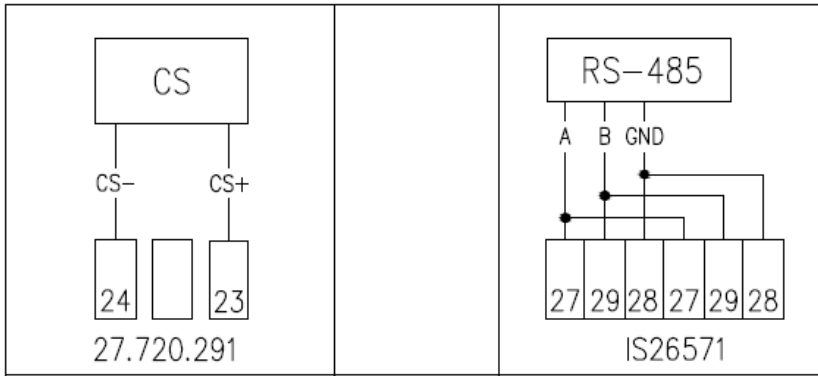 CS
CS- CS+
24 23
27.720.291
RS-485
A B GND
27 29 28 27 29 28
IS26571